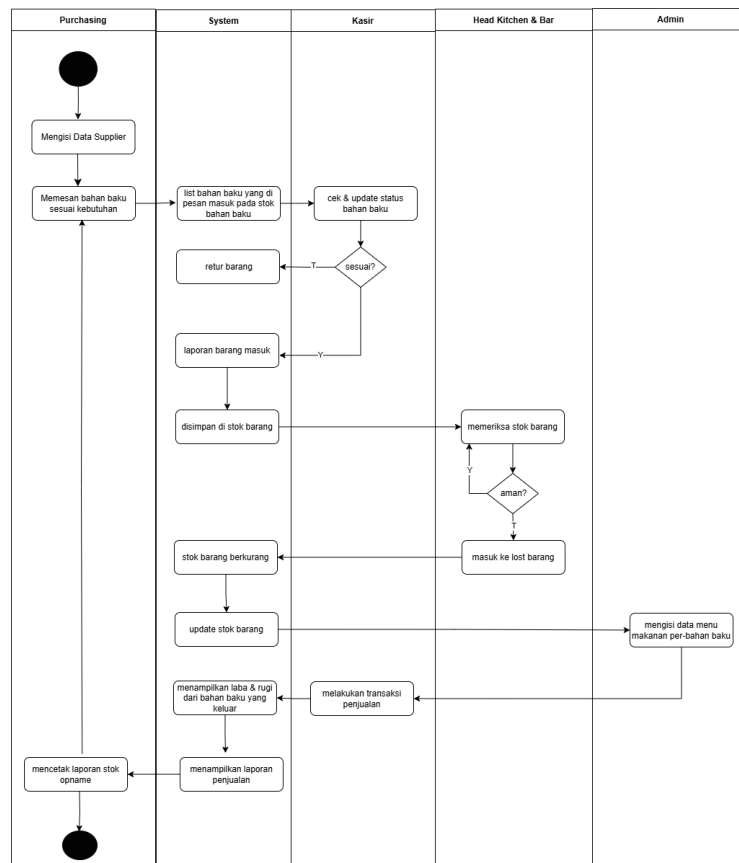 Purchasing
System
Kasir
Head Kitchen & Bar
Admin
Mengisi Data Supplier
Memesan bahan baku
sesuai kebutuhan
list bahan baku yang di
pesan masuk pada stok
bahan baku
cek & update status
bahan baku
retur barang
T
sesuai?
laporan barang masuk
Y
disimpan di stok barang
memeriksa stok barang
Y
aman?
T
stok barang berkurang
masuk ke lost barang
update stok barang
mengisi data menu
makanan per-bahan baku
menampilkan laba & rugi
dari bahan baku yang
keluar
melakukan transaksi
penjualan
mencetak laporan stok
opname
menampilkan laporan
penjualan